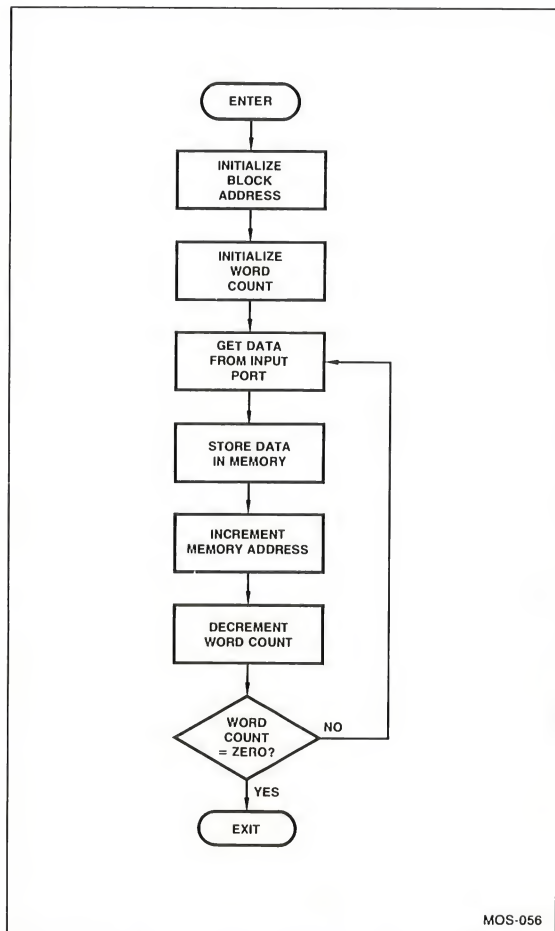 ENTER
INITIALIZE
BLOCK
ADDRESS
INITIALIZE
WORD
COUNT
GET DATA
FROM INPUT
PORT
STORE DATA
IN MEMORY
INCREMENT
MEMORY ADDRESS
DECREMENT
WORD COUNT
WORD
COUNT
= ZERO?
NO
YES
EXIT
MOS-056